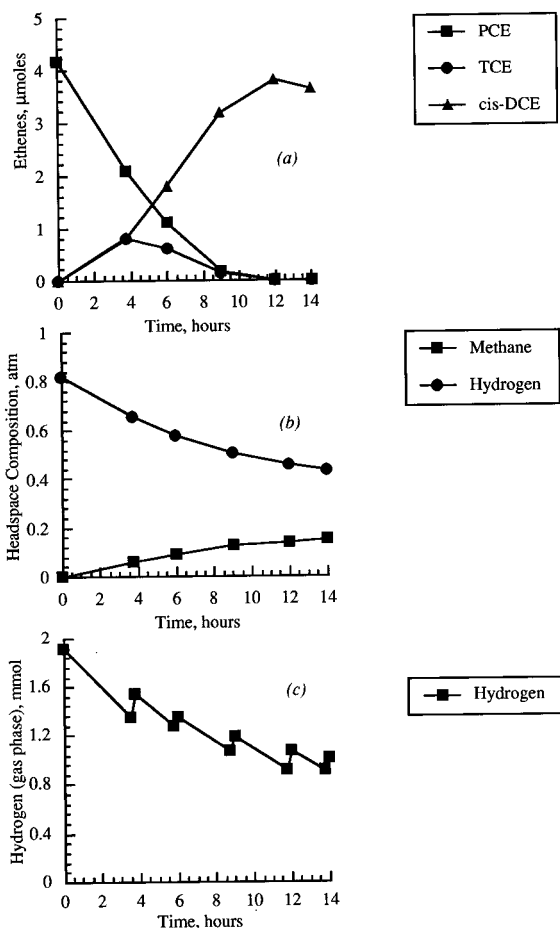 5
4
3
2
1
0
Ethenes, µmoles
(a)
0 2 4 6 8 10 12 14
Time, hours
PCE
TCE
cis-DCE
1
0.8
0.6
0.4
0.2
0
Headspace Composition, atm
(b)
0 2 4 6 8 10 12 14
Time, hours
Methane
Hydrogen
2
1.6
1.2
0.8
0.4
0
Hydrogen (gas phase), mmol
(c)
0 2 4 6 8 10 12 14
Time, hours
Hydrogen